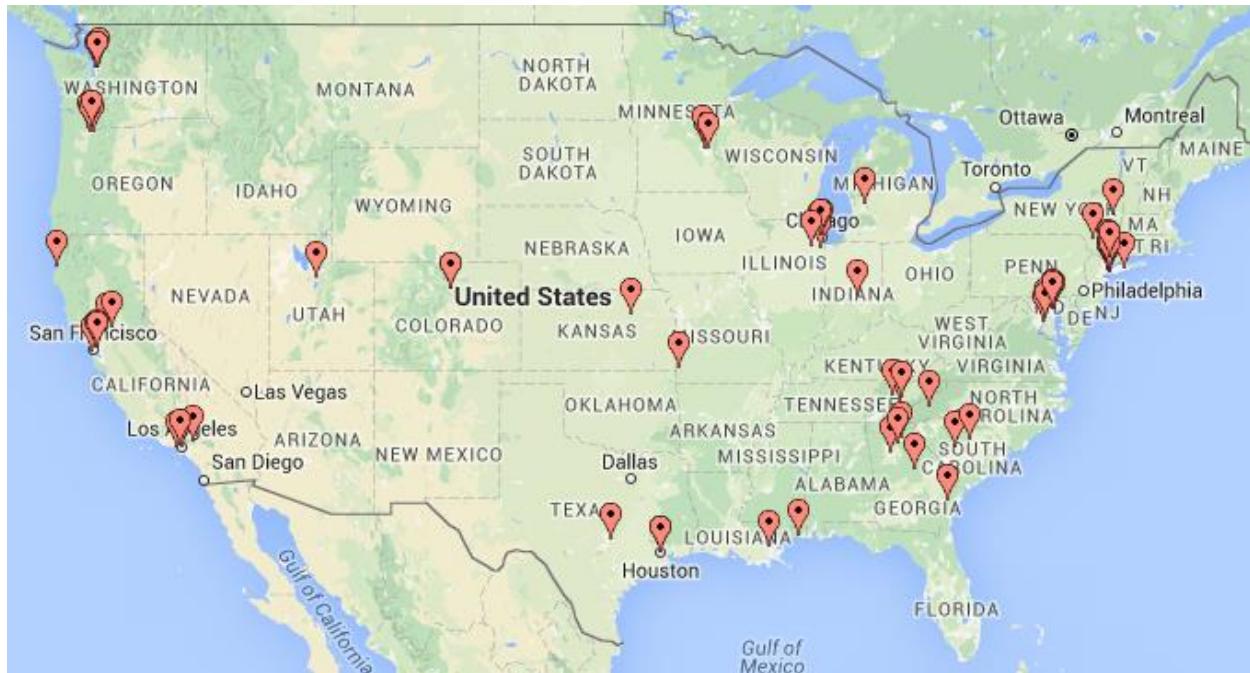 Ottawa
Montreal
MAINE
WASHINGTON
MONTANA
NORTH
DAKOTA
MINNESOTA
WISCONSIN
MICHIGAN
Toronto
VT
NH
NEW YORK
MA
CT RI
OREGON
IDAHO
WYOMING
SOUTH
DAKOTA
IOWA
Chicago
ILLINOIS
INDIANA
OHIO
PENN
Philadelphia
DE NJ
NEBRASKA
United States
NEVADA
UTAH
COLORADO
KANSAS
MISSOURI
WEST
VIRGINIA
KENTUCKY
VIRGINIA
San Francisco
CALIFORNIA
Las Vegas
Los Angeles
San Diego
ARIZONA
NEW MEXICO
OKLAHOMA
ARKANSAS
TENNESSEE
NORTH
CAROLINA
MISSISSIPPI
SOUTH
CAROLINA
ALABAMA
GEORGIA
Dallas
TEXAS
LOUISIANA
Houston
FLORIDA
Gulf of California
Gulf of
Mexico